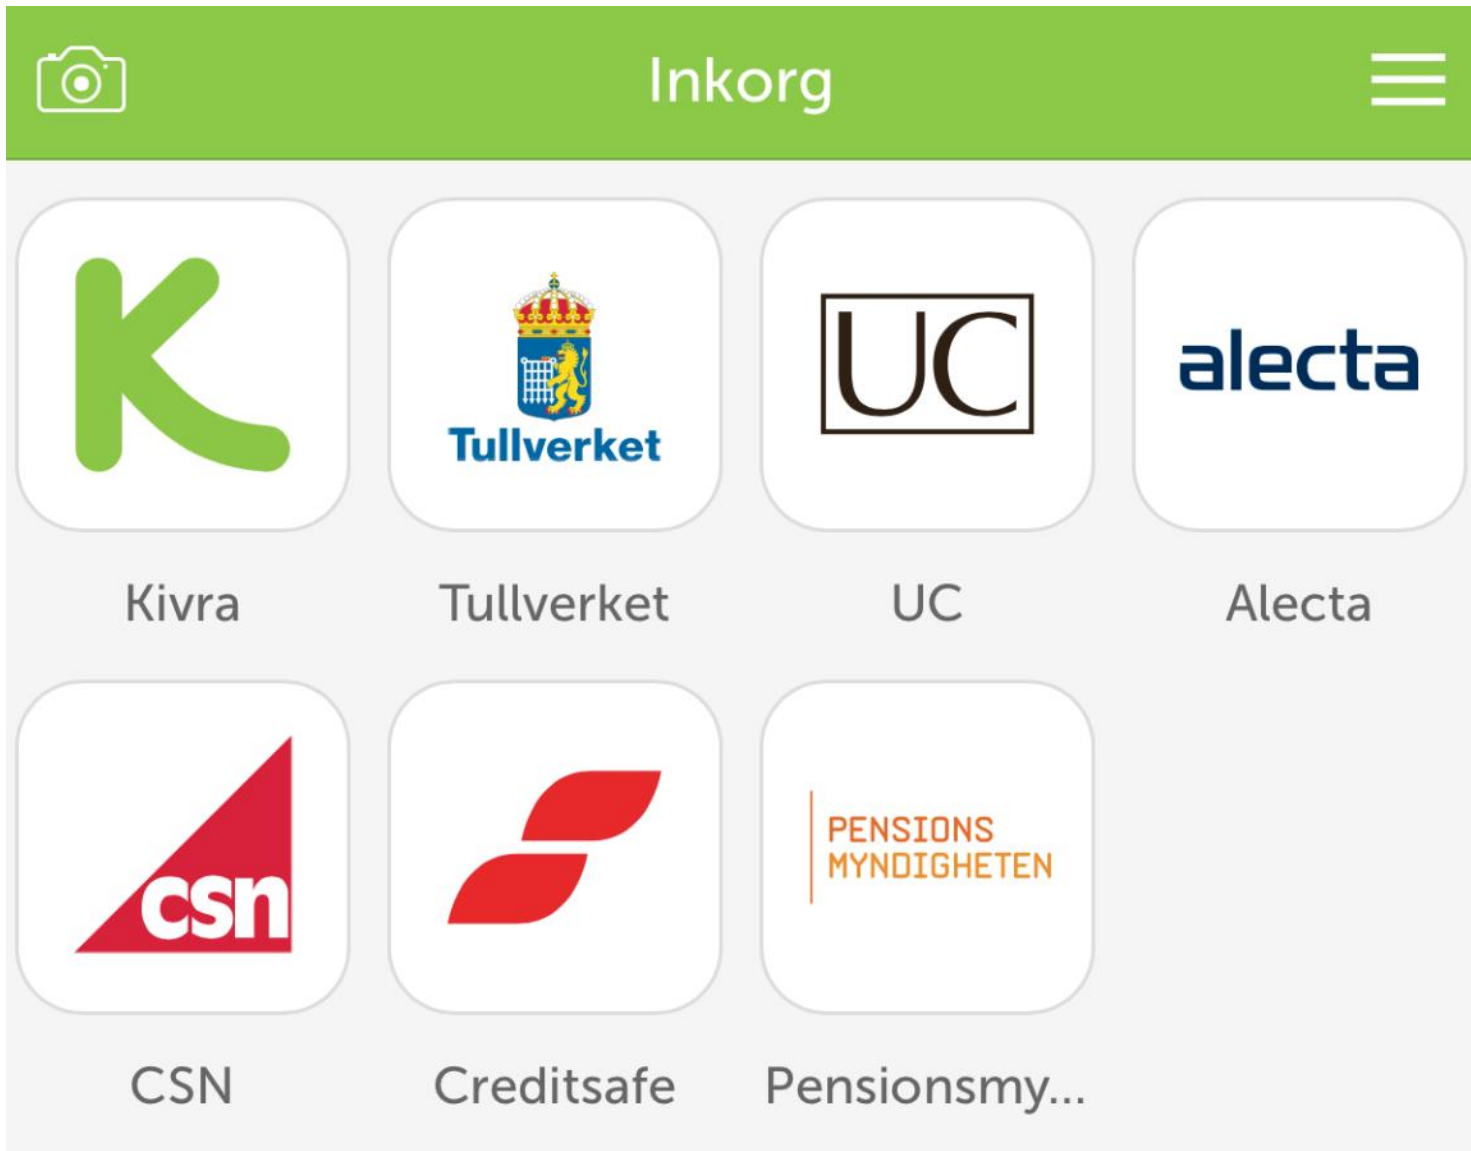 Inkorg
Tullverket
UC
alecta
Kivra
Tullverket
UC
Alecta
csn
PENSIONS
MYNDIGHETEN
CSN
Creditsafe
Pensionsmy...